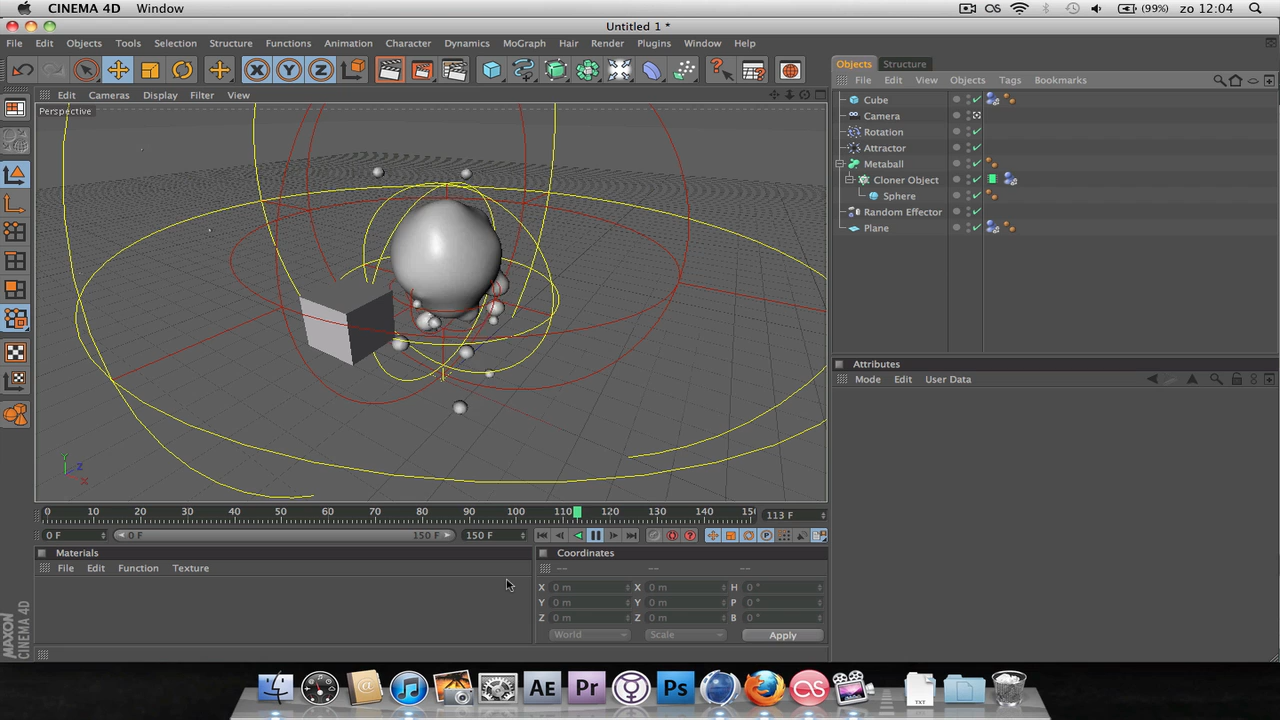 CINEMA 4D Window (99%) zo 12:04
Untitled 1 *
File Edit Objects Tools Selection Structure Functions Animation Character Dynamics MoGraph Hair Render Plugins Window Help
X Y Z
Objects Structure
File Edit View Objects Tags Bookmarks
Edit Cameras Display Filter View
Perspective
Cube
Camera
Rotation
Attractor
Metaball
Cloner Object
Sphere
Random Effector
Plane
Attributes
Mode Edit User Data
Y
Z
X
0 10 20 30 40 50 60 70 80 90 100 110 120 130 140 15
113 F
0 F 0 F 150 F 150 F
Materials
File Edit Function Texture
Coordinates
-- -- --
X 0 m X 0 m H 0 °
Y 0 m Y 0 m P 0 °
Z 0 m Z 0 m B 0 °
World Scale Apply
MAXON
CINEMA 4D
AE Pr Ps
TXT